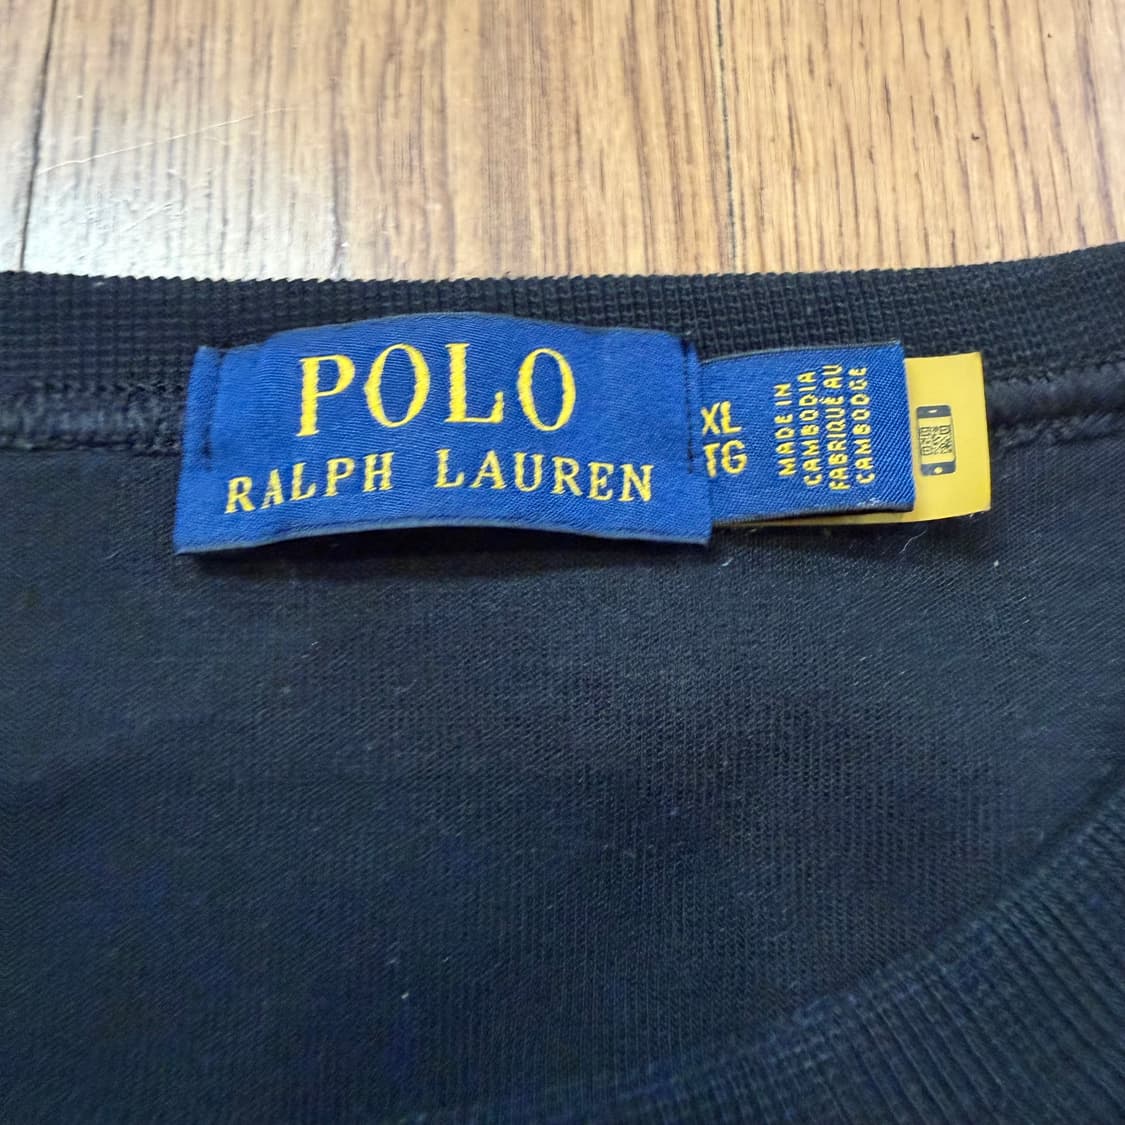 POLO
RALPH LAUREN
XL
TG
MADE IN
CAMBODIA
FABRIQUÉ AU
CAMBODGE